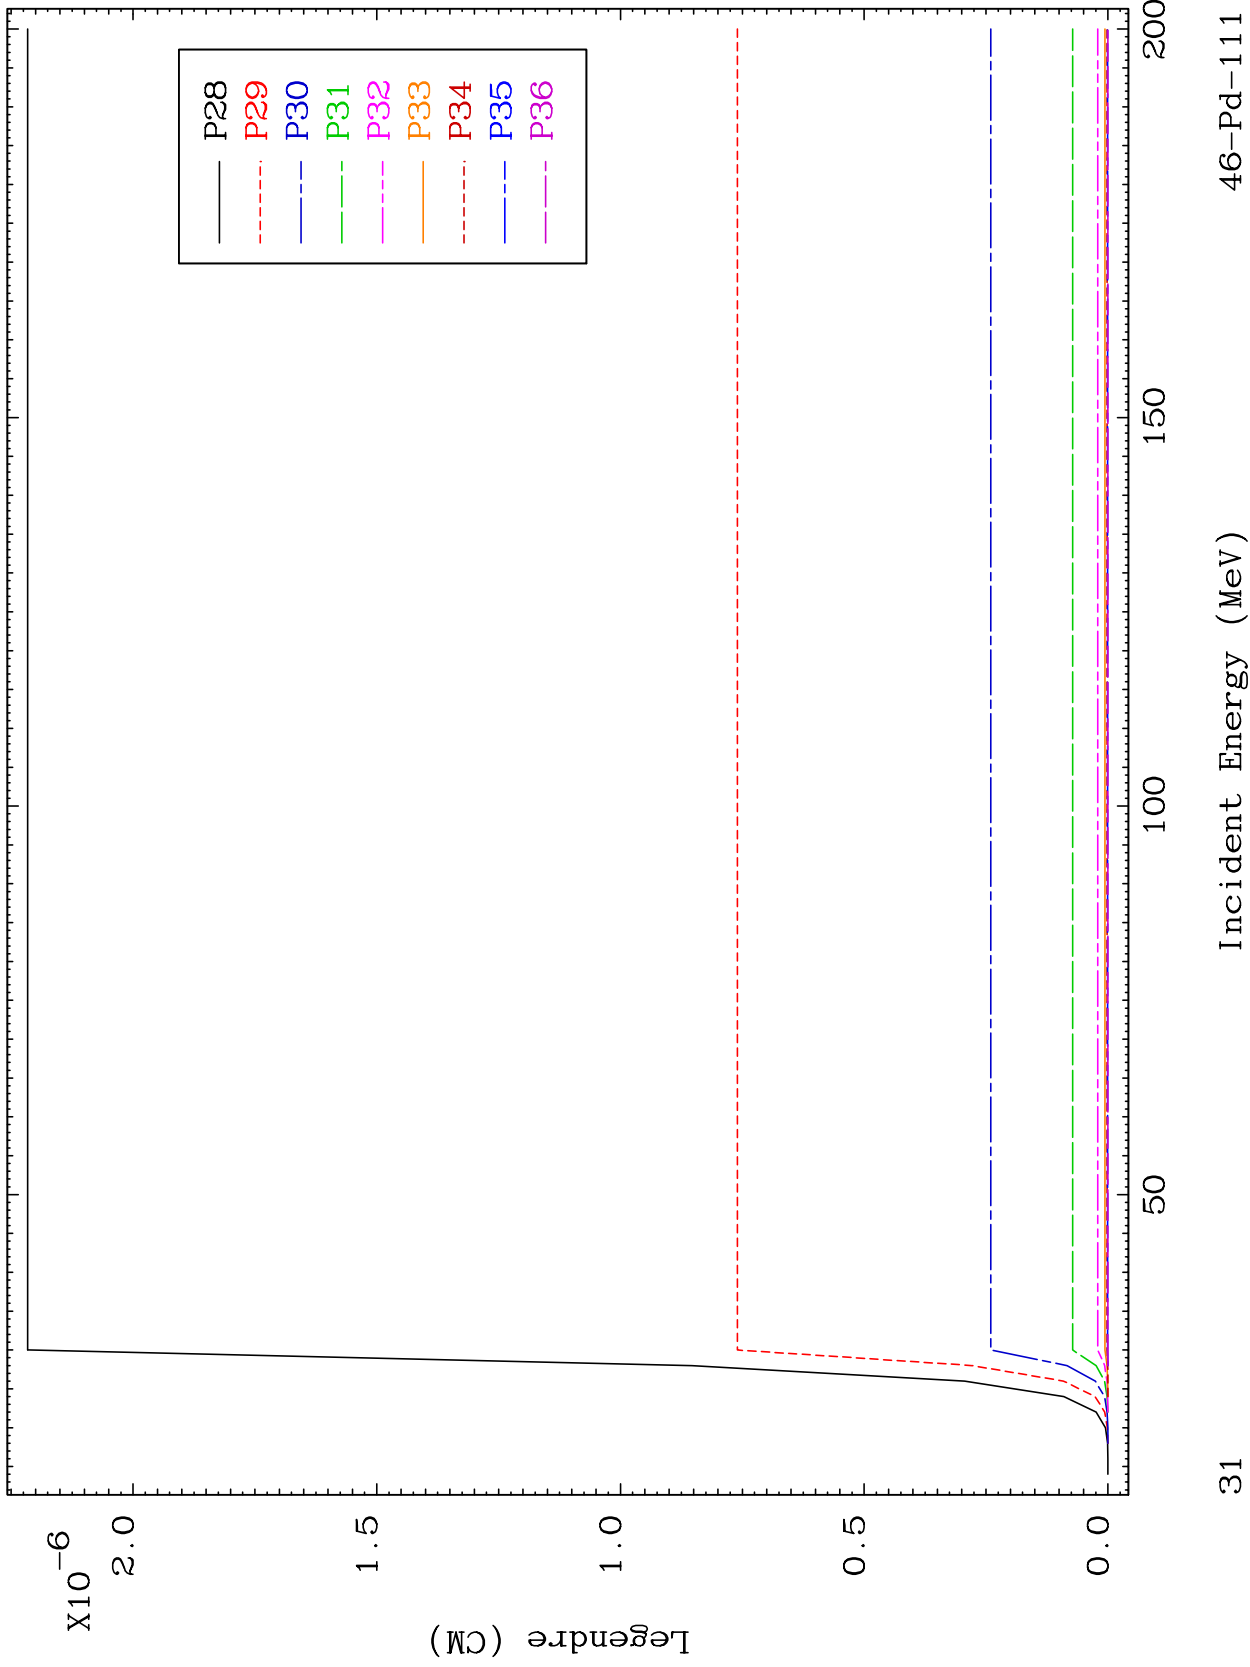 X10-6
2.0
1.5
1.0
0.5
0.0
Legendre (CM)
P28
P29
P30
P31
P32
P33
P34
P35
P36
50
100
150
200
31
Incident Energy (MeV)
46-Pd-111